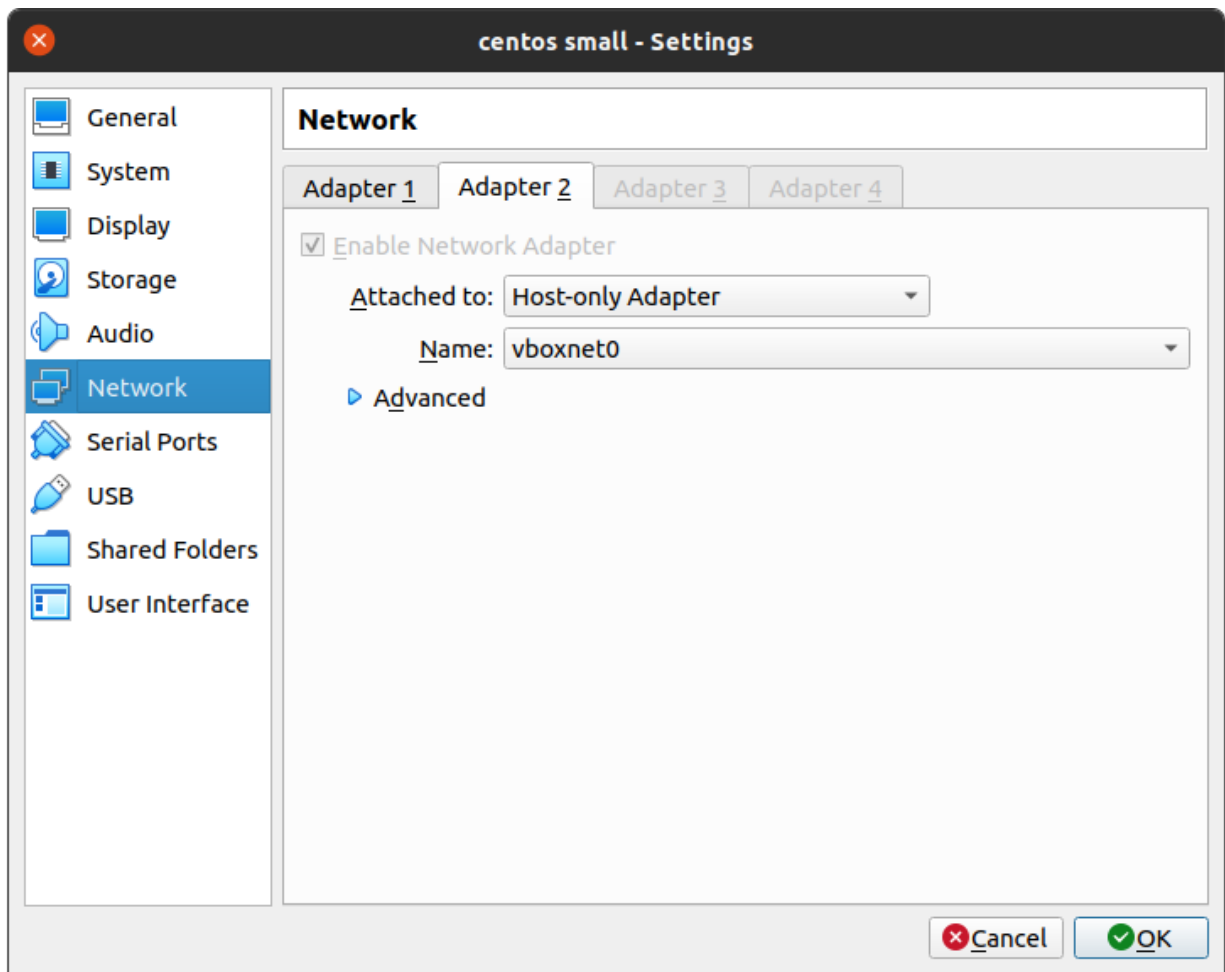 centos small - Settings
General
System
Display
Storage
Audio
Network
Serial Ports
USB
Shared Folders
User Interface
Network
Adapter 1 Adapter 2 Adapter 3 Adapter 4
Enable Network Adapter
Attached to: Host-only Adapter
Name: vboxnet0
Advanced
Cancel OK